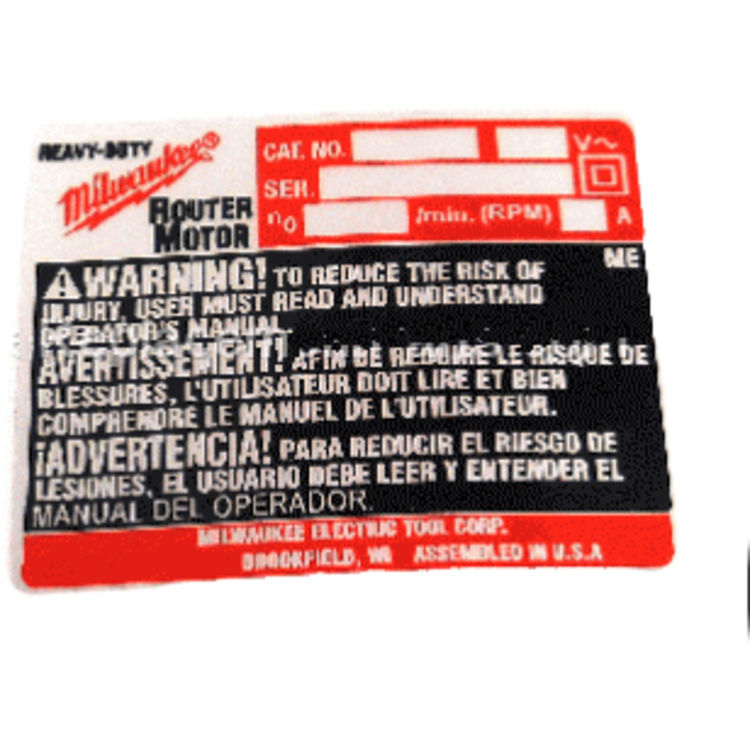 HEAVY-DUTY
Milwaukee®
ROUTER
MOTOR
CAT. NO.
V~
SER.
no /min. (RPM) A
ME
⚠WARNING! TO REDUCE THE RISK OF
INJURY, USER MUST READ AND UNDERSTAND
OPERATOR'S MANUAL.
AVERTISSEMENT! AFIN DE REDUIRE LE RISQUE DE
BLESSURES, L'UTILISATEUR DOIT LIRE ET BIEN
COMPRENDRE LE MANUEL DE L'UTILISATEUR.
¡ADVERTENCIA! PARA REDUCIR EL RIESGO DE
LESIONES, EL USUARIO DEBE LEER Y ENTENDER EL
MANUAL DEL OPERADOR.
MILWAUKEE ELECTRIC TOOL CORP.
BROOKFIELD, WI ASSEMBLED IN U.S.A